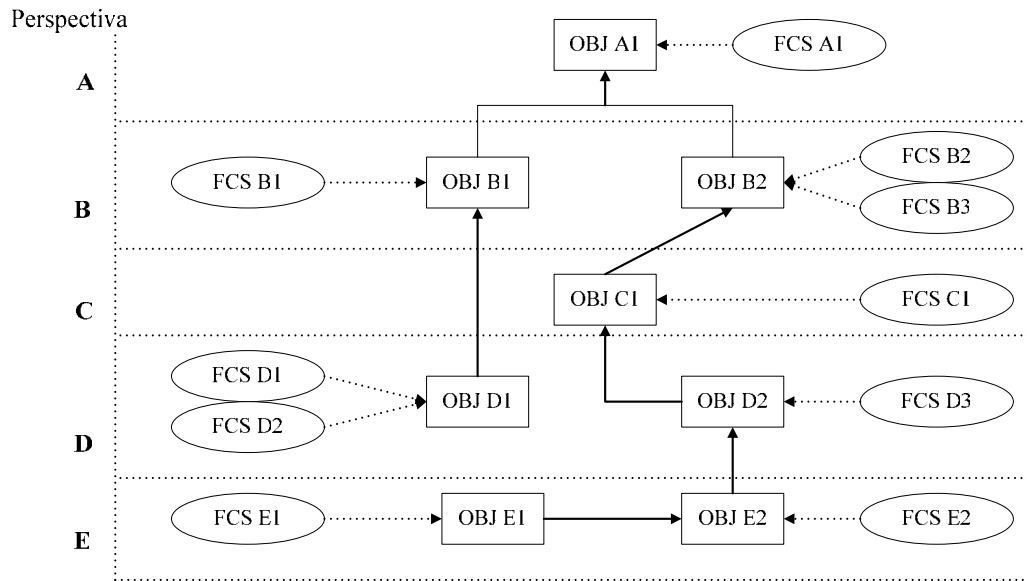 Perspectiva
OBJ A1
FCS A1
A
FCS B1
OBJ B1
OBJ B2
FCS B2
FCS B3
B
OBJ C1
FCS C1
C
FCS D1
FCS D2
OBJ D1
OBJ D2
FCS D3
D
FCS E1
OBJ E1
OBJ E2
FCS E2
E